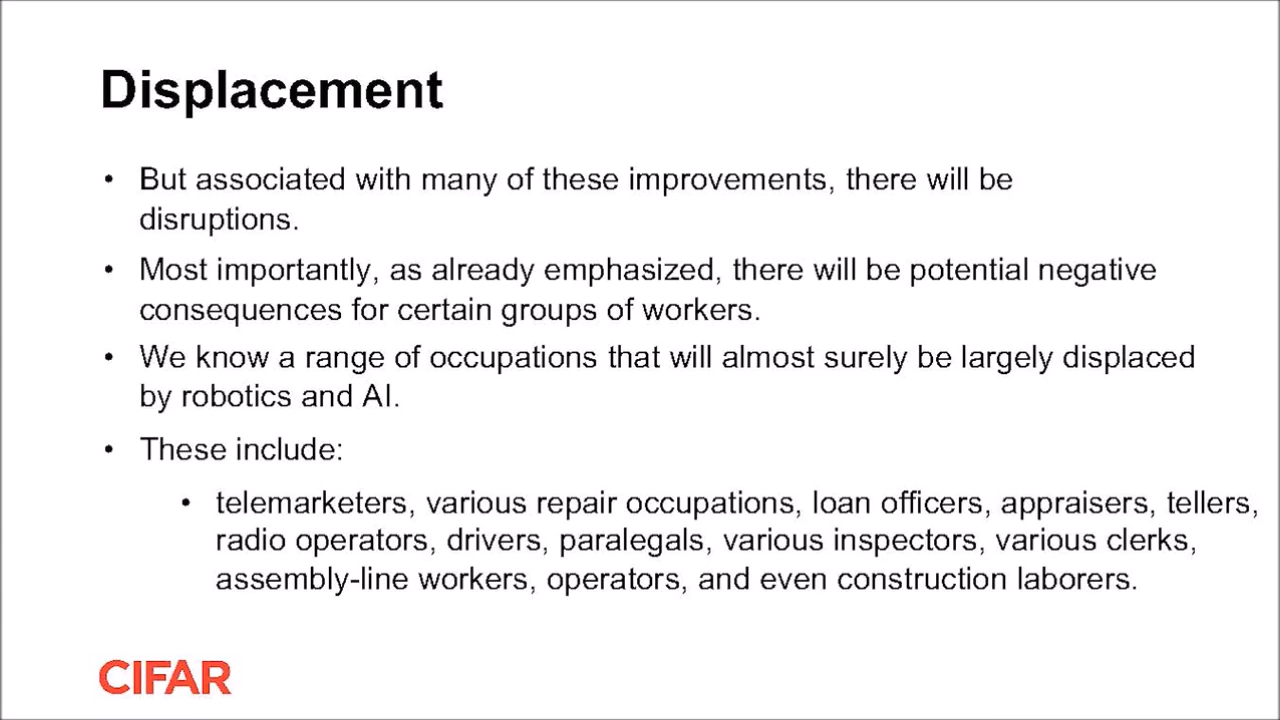 Displacement
• But associated with many of these improvements, there will be
disruptions.
• Most importantly, as already emphasized, there will be potential negative
consequences for certain groups of workers.
• We know a range of occupations that will almost surely be largely displaced
by robotics and AI.
• These include:
• telemarketers, various repair occupations, loan officers, appraisers, tellers,
radio operators, drivers, paralegals, various inspectors, various clerks,
assembly-line workers, operators, and even construction laborers.
CIFAR